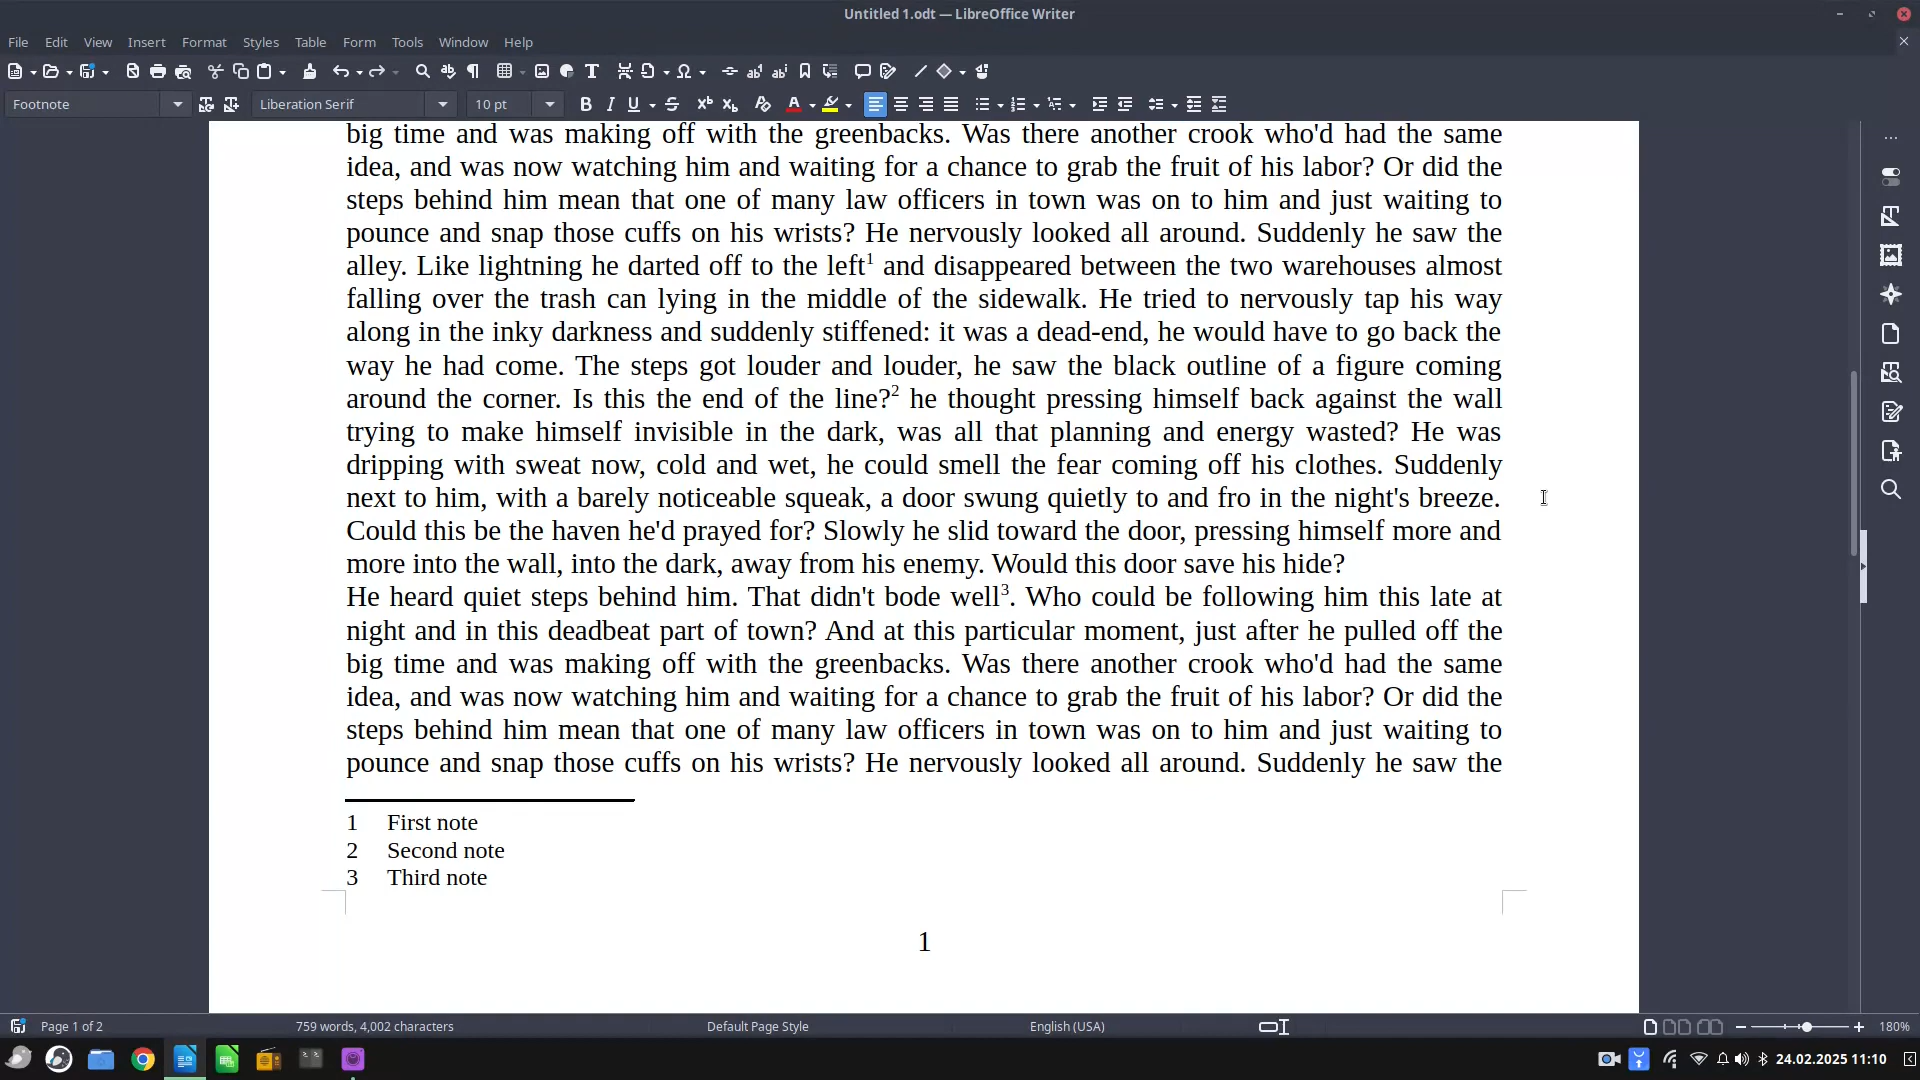 Untitled 1.odt — LibreOffice Writer
File Edit View Insert Format Styles Table Form Tools Window Help
Footnote Liberation Serif 10 pt
big time and was making off with the greenbacks. Was there another crook who'd had the same
idea, and was now watching him and waiting for a chance to grab the fruit of his labor? Or did the
steps behind him mean that one of many law officers in town was on to him and just waiting to
pounce and snap those cuffs on his wrists? He nervously looked all around. Suddenly he saw the
alley. Like lightning he darted off to the left1 and disappeared between the two warehouses almost
falling over the trash can lying in the middle of the sidewalk. He tried to nervously tap his way
along in the inky darkness and suddenly stiffened: it was a dead-end, he would have to go back the
way he had come. The steps got louder and louder, he saw the black outline of a figure coming
around the corner. Is this the end of the line?2 he thought pressing himself back against the wall
trying to make himself invisible in the dark, was all that planning and energy wasted? He was
dripping with sweat now, cold and wet, he could smell the fear coming off his clothes. Suddenly
next to him, with a barely noticeable squeak, a door swung quietly to and fro in the night's breeze.
Could this be the haven he'd prayed for? Slowly he slid toward the door, pressing himself more and
more into the wall, into the dark, away from his enemy. Would this door save his hide?
He heard quiet steps behind him. That didn't bode well3. Who could be following him this late at
night and in this deadbeat part of town? And at this particular moment, just after he pulled off the
big time and was making off with the greenbacks. Was there another crook who'd had the same
idea, and was now watching him and waiting for a chance to grab the fruit of his labor? Or did the
steps behind him mean that one of many law officers in town was on to him and just waiting to
pounce and snap those cuffs on his wrists? He nervously looked all around. Suddenly he saw the
1 First note
2 Second note
3 Third note
1
Page 1 of 2 759 words, 4,002 characters Default Page Style English (USA) 180%
24.02.2025 11:10